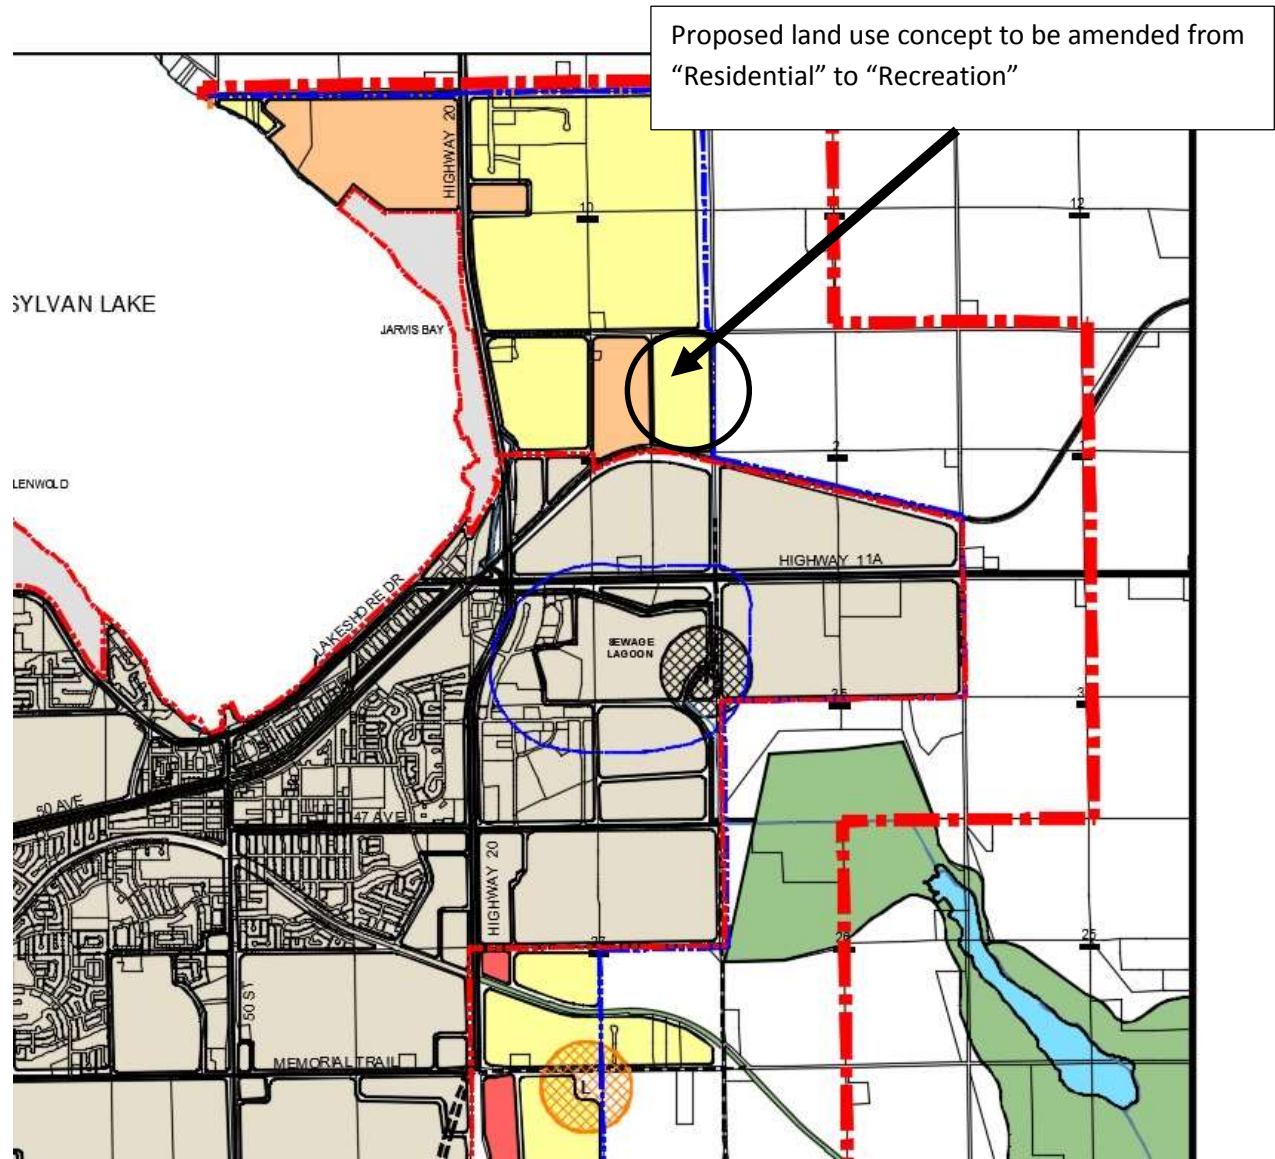 Proposed land use concept to be amended from
“Residential” to “Recreation”
HIGHWAY 20
10
12
SYLVAN LAKE
JARVIS BAY
2
1
LENWOLD
HIGHWAY 11A
LAKESHORE DR
SEWAGE
LAGOON
35
3
50 AVE
47 AVE
HIGHWAY 20
27
26
25
50 ST
MEMORIAL TRAIL
L